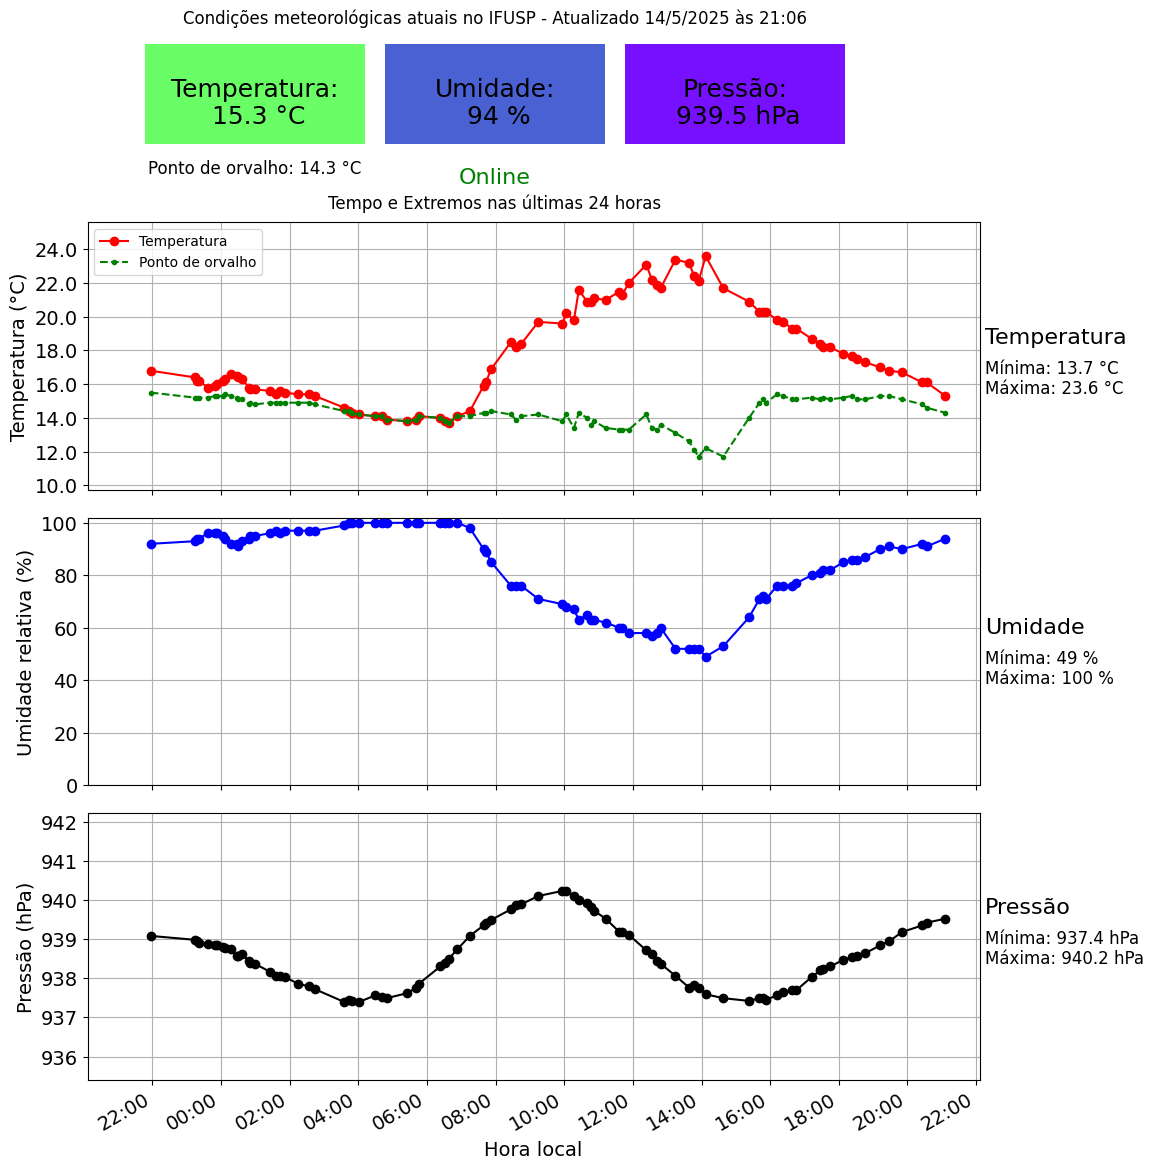 Condições meteorológicas atuais no IFUSP - Atualizado 14/5/2025 às 21:06
Temperatura:
15.3 °C
Umidade:
94 %
Pressão:
939.5 hPa
Ponto de orvalho: 14.3 °C
Online
Tempo e Extremos nas últimas 24 horas
Temperatura (°C)
24.0
22.0
20.0
18.0
16.0
14.0
12.0
10.0
Temperatura
Ponto de orvalho
Temperatura
Mínima: 13.7 °C
Máxima: 23.6 °C
Umidade relativa (%)
100
80
60
40
20
0
Umidade
Mínima: 49 %
Máxima: 100 %
Pressão (hPa)
942
941
940
939
938
937
936
Pressão
Mínima: 937.4 hPa
Máxima: 940.2 hPa
22:00 00:00 02:00 04:00 06:00 08:00 10:00 12:00 14:00 16:00 18:00 20:00 22:00
Hora local